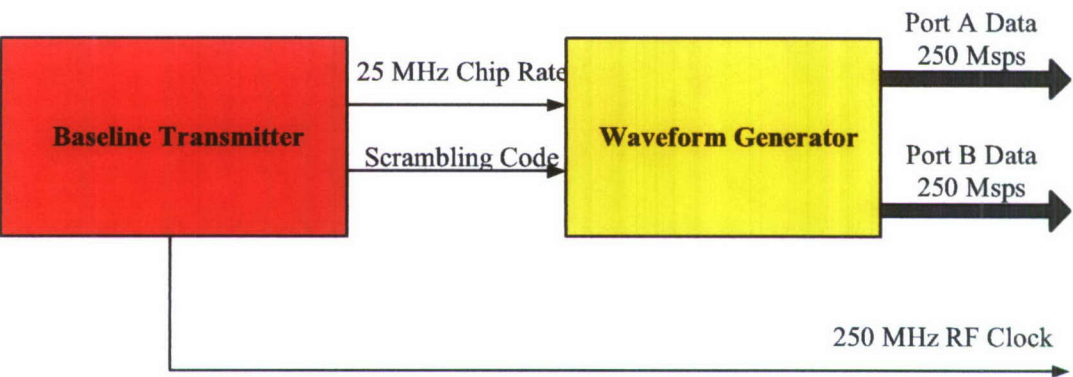 Port A Data
250 Msps
25 MHz Chip Rate
Baseline Transmitter
Waveform Generator
Scrambling Code
Port B Data
250 Msps
250 MHz RF Clock